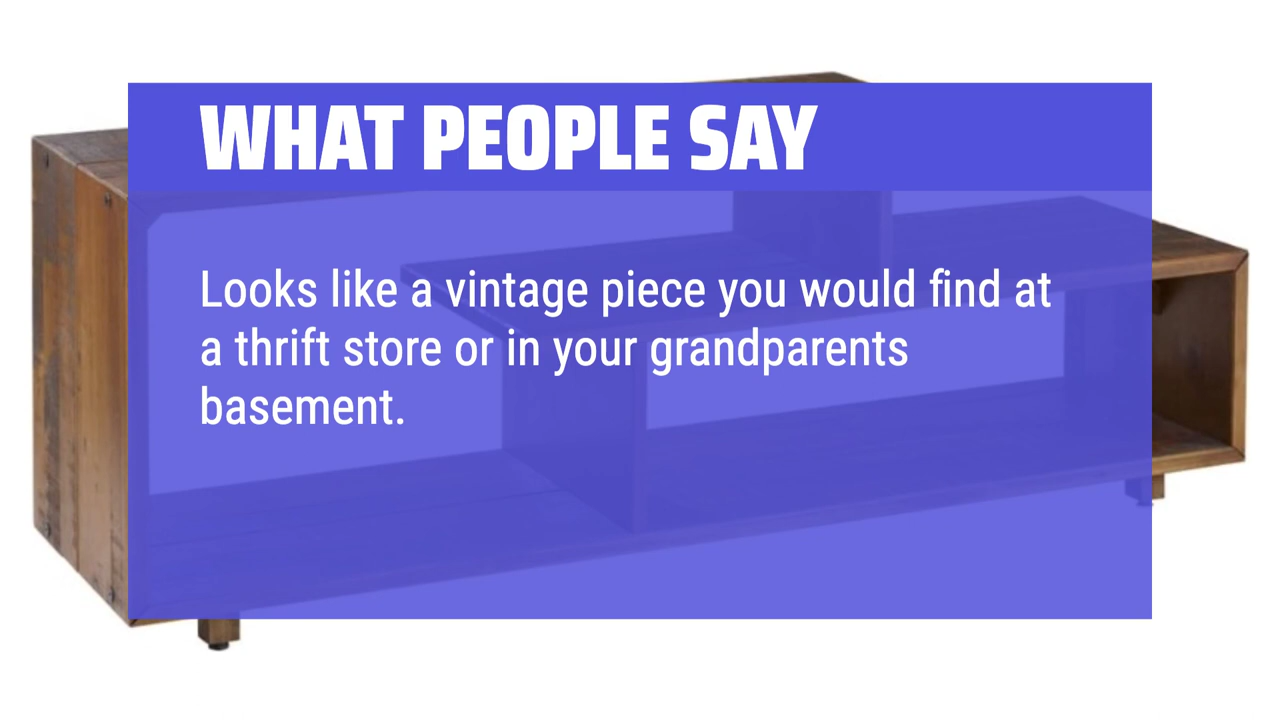 WHAT PEOPLE SAY
Looks like a vintage piece you would find at
a thrift store or in your grandparents
basement.